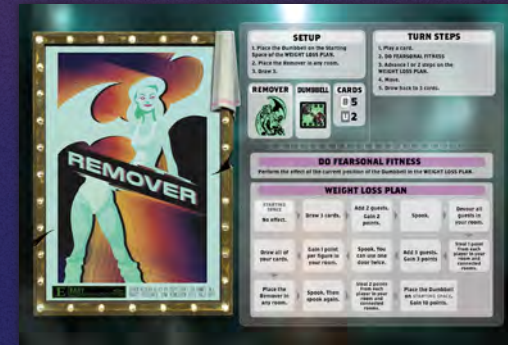 REMOVER
E EASY
SETUP
1. Place the Dumbbell on the Starting
Space of the WEIGHT LOSS PLAN.
2. Place the Remover in any room.
3. Draw 3.
TURN STEPS
1. Play a card.
2. DO FEARSONAL FITNESS
3. Advance 1 or 2 steps on the
WEIGHT LOSS PLAN.
4. Move.
5. Draw back to 3 cards.
REMOVER
DUMBBELL
CARDS
B 5
U 2
DO FEARSONAL FITNESS
Perform the effect of the current position of the Dumbbell in the WEIGHT LOSS PLAN.
WEIGHT LOSS PLAN
STARTING
SPACE
No effect.
Draw 3 cards.
Add 2 guests.
Gain 2
points.
Spook.
Devour all
guests in
your room.
Draw all of
your cards.
Gain 1 point
per figure in
your room.
Spook. You
can use one
door twice.
Add 3 guests.
Gain 3 points
Steal 1 point
from each
player in your
room and
connected
rooms.
Place the
Remover in
any room.
Spook. Then
spook again.
Steal 2 points
from each
player in your
room and
connected
rooms.
Place the Dumbbell
on STARTING SPACE.
Gain 10 points.